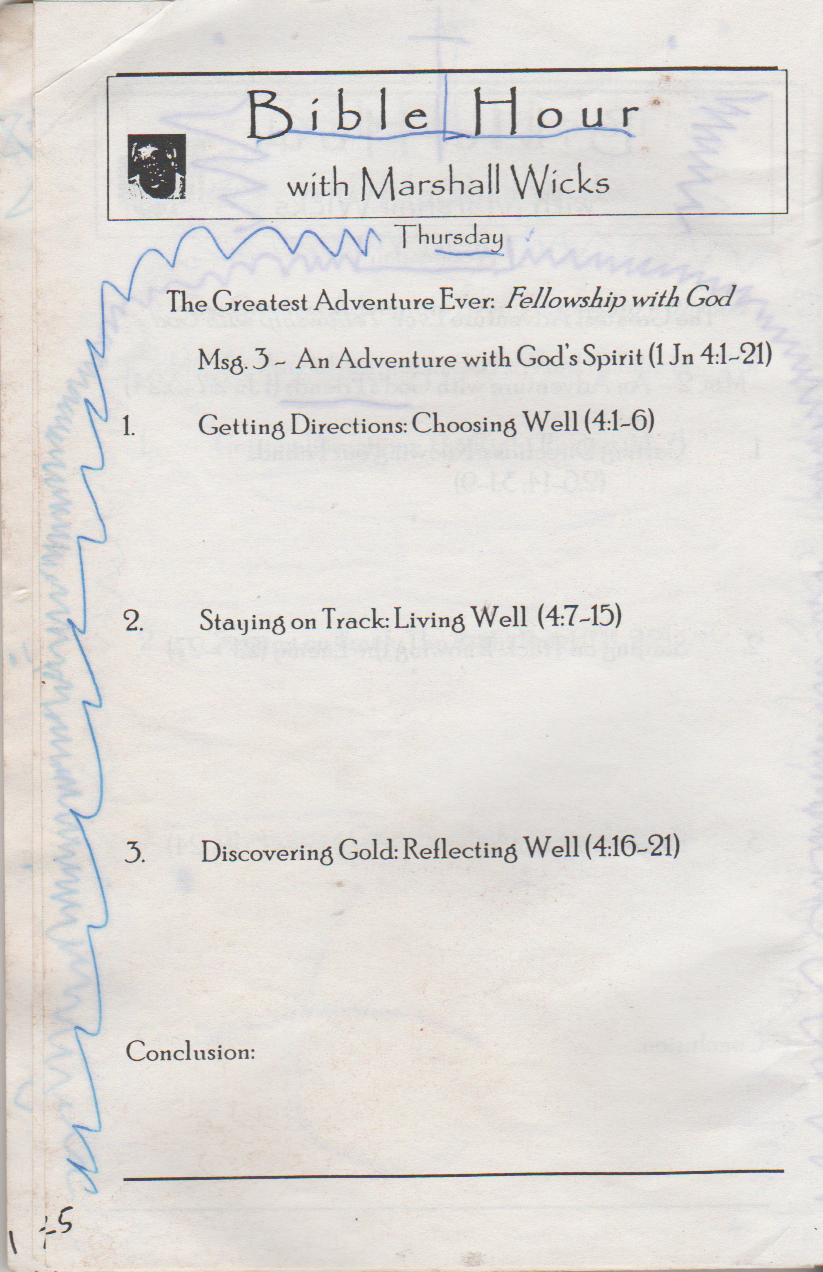 Bible Hour
with Marshall Wicks
Thursday
The Greatest Adventure Ever: Fellowship with God
Msg. 3 - An Adventure with God's Spirit (1 Jn 4:1-21)
1. Getting Directions: Choosing Well (4:1-6)
2. Staying on Track: Living Well (4:7-15)
3. Discovering Gold: Reflecting Well (4:16-21)
Conclusion: